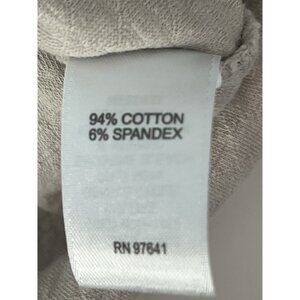 94% COTTON
6% SPANDEX
RN 97641